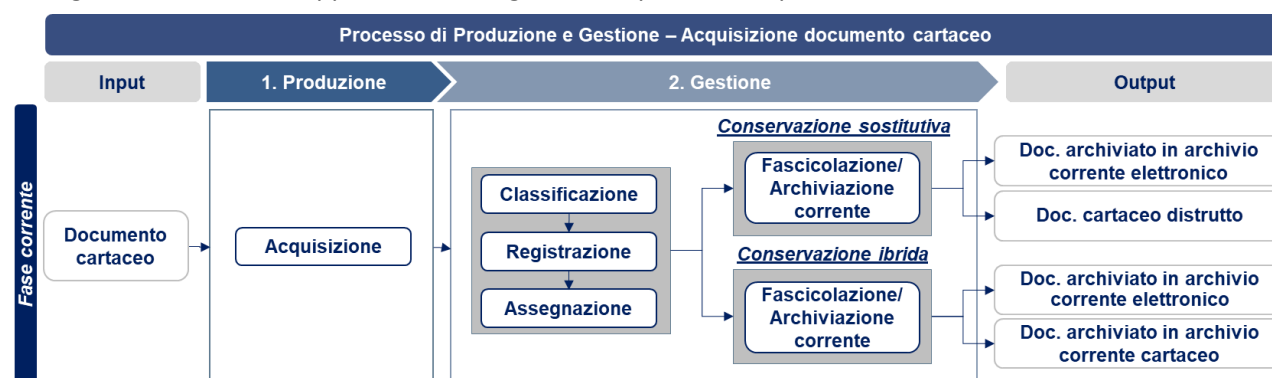 Processo di Produzione e Gestione – Acquisizione documento cartaceo
Input
1. Produzione
2. Gestione
Output
Fase corrente
Documento
cartaceo
Acquisizione
Classificazione
Registrazione
Assegnazione
Conservazione sostitutiva
Fascicolazione/
Archiviazione
corrente
Conservazione ibrida
Fascicolazione/
Archiviazione
corrente
Doc. archiviato in archivio
corrente elettronico
Doc. cartaceo distrutto
Doc. archiviato in archivio
corrente elettronico
Doc. archiviato in archivio
corrente cartaceo